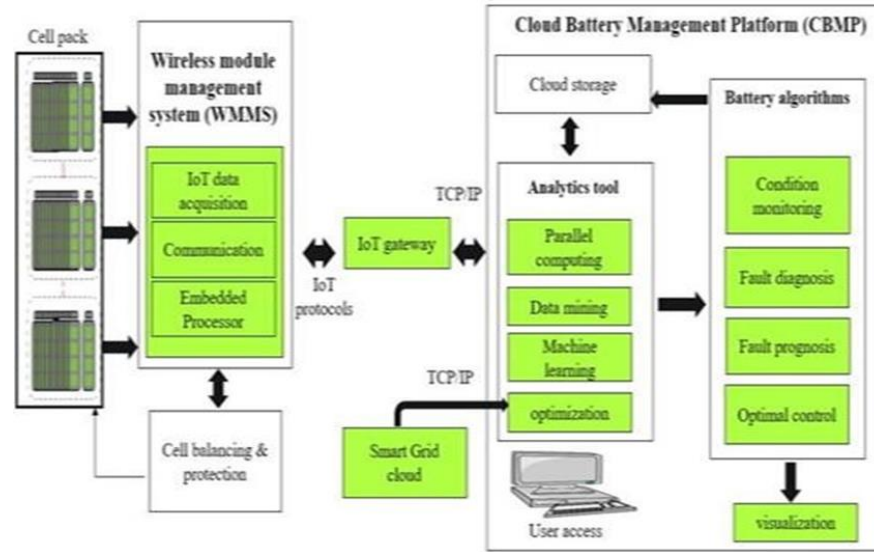 Cell pack
Wireless module
management
system (WMMS)
IoT data
acquisition
Communication
Embedded
Processor
Cell balancing &
protection
IoT
protocols
IoT gateway
TCP/IP
TCP/IP
Smart Grid
cloud
Cloud Battery Management Platform (CBMP)
Cloud storage
Analytics tool
Parallel
computing
Data mining
Machine
learning
optimization
User access
Battery algorithms
Condition
monitoring
Fault diagnosis
Fault prognosis
Optimal control
visualization